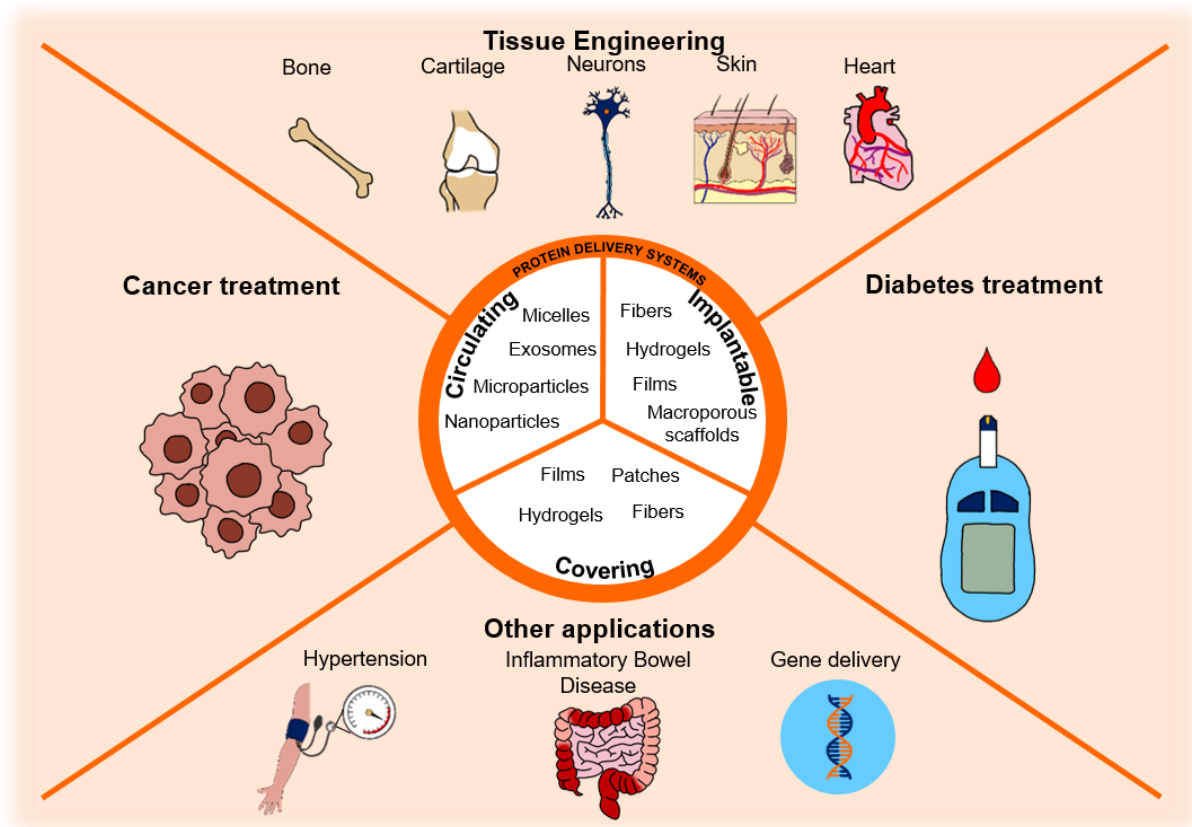 Tissue Engineering
Bone
Cartilage
Neurons
Skin
Heart
Cancer treatment
Diabetes treatment
PROTEIN DELIVERY SYSTEMS
Circulating
Micelles
Exosomes
Microparticles
Nanoparticles
Implantable
Fibers
Hydrogels
Films
Macroporous
scaffolds
Films
Patches
Hydrogels
Fibers
Covering
Other applications
Hypertension
Inflammatory Bowel
Disease
Gene delivery